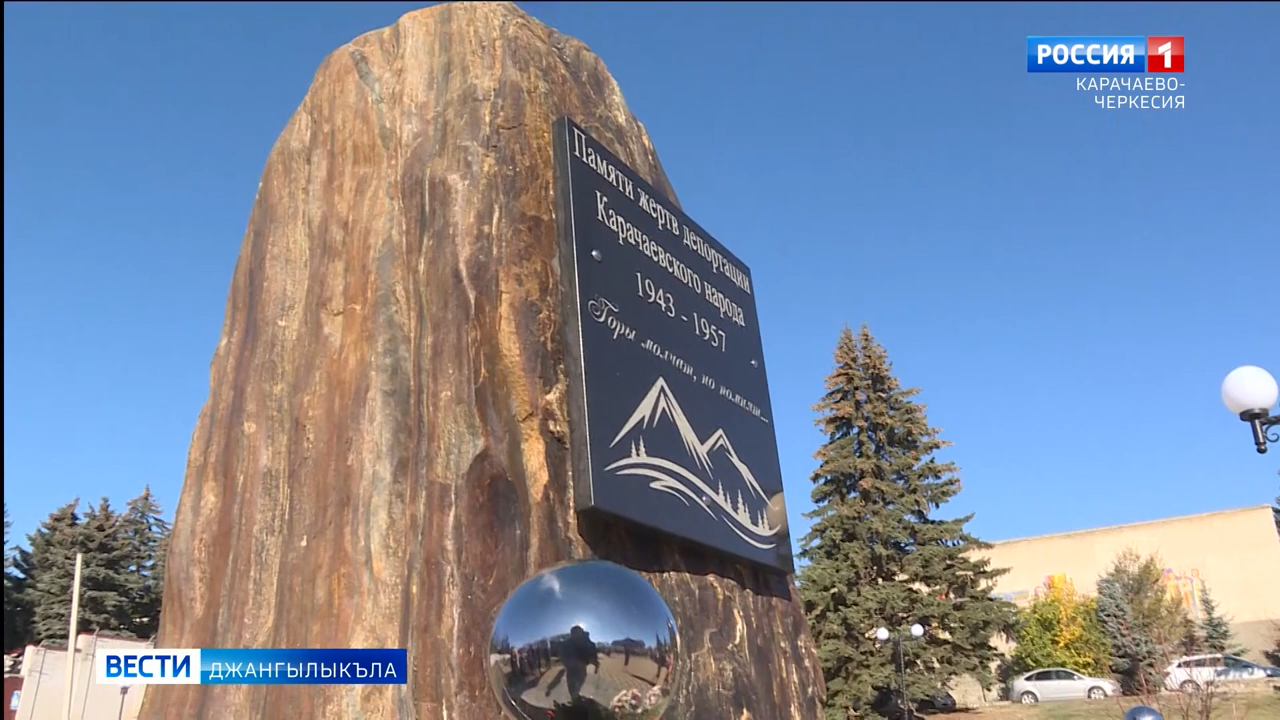 РОССИЯ 1
КАРАЧАЕВО-
ЧЕРКЕСИЯ
Памяти жертв депортации
Карачаевского народа
1943 - 1957
Горы молчат, но помнят...
ВЕСТИ ДЖАНГЫЛЫКЪЛА